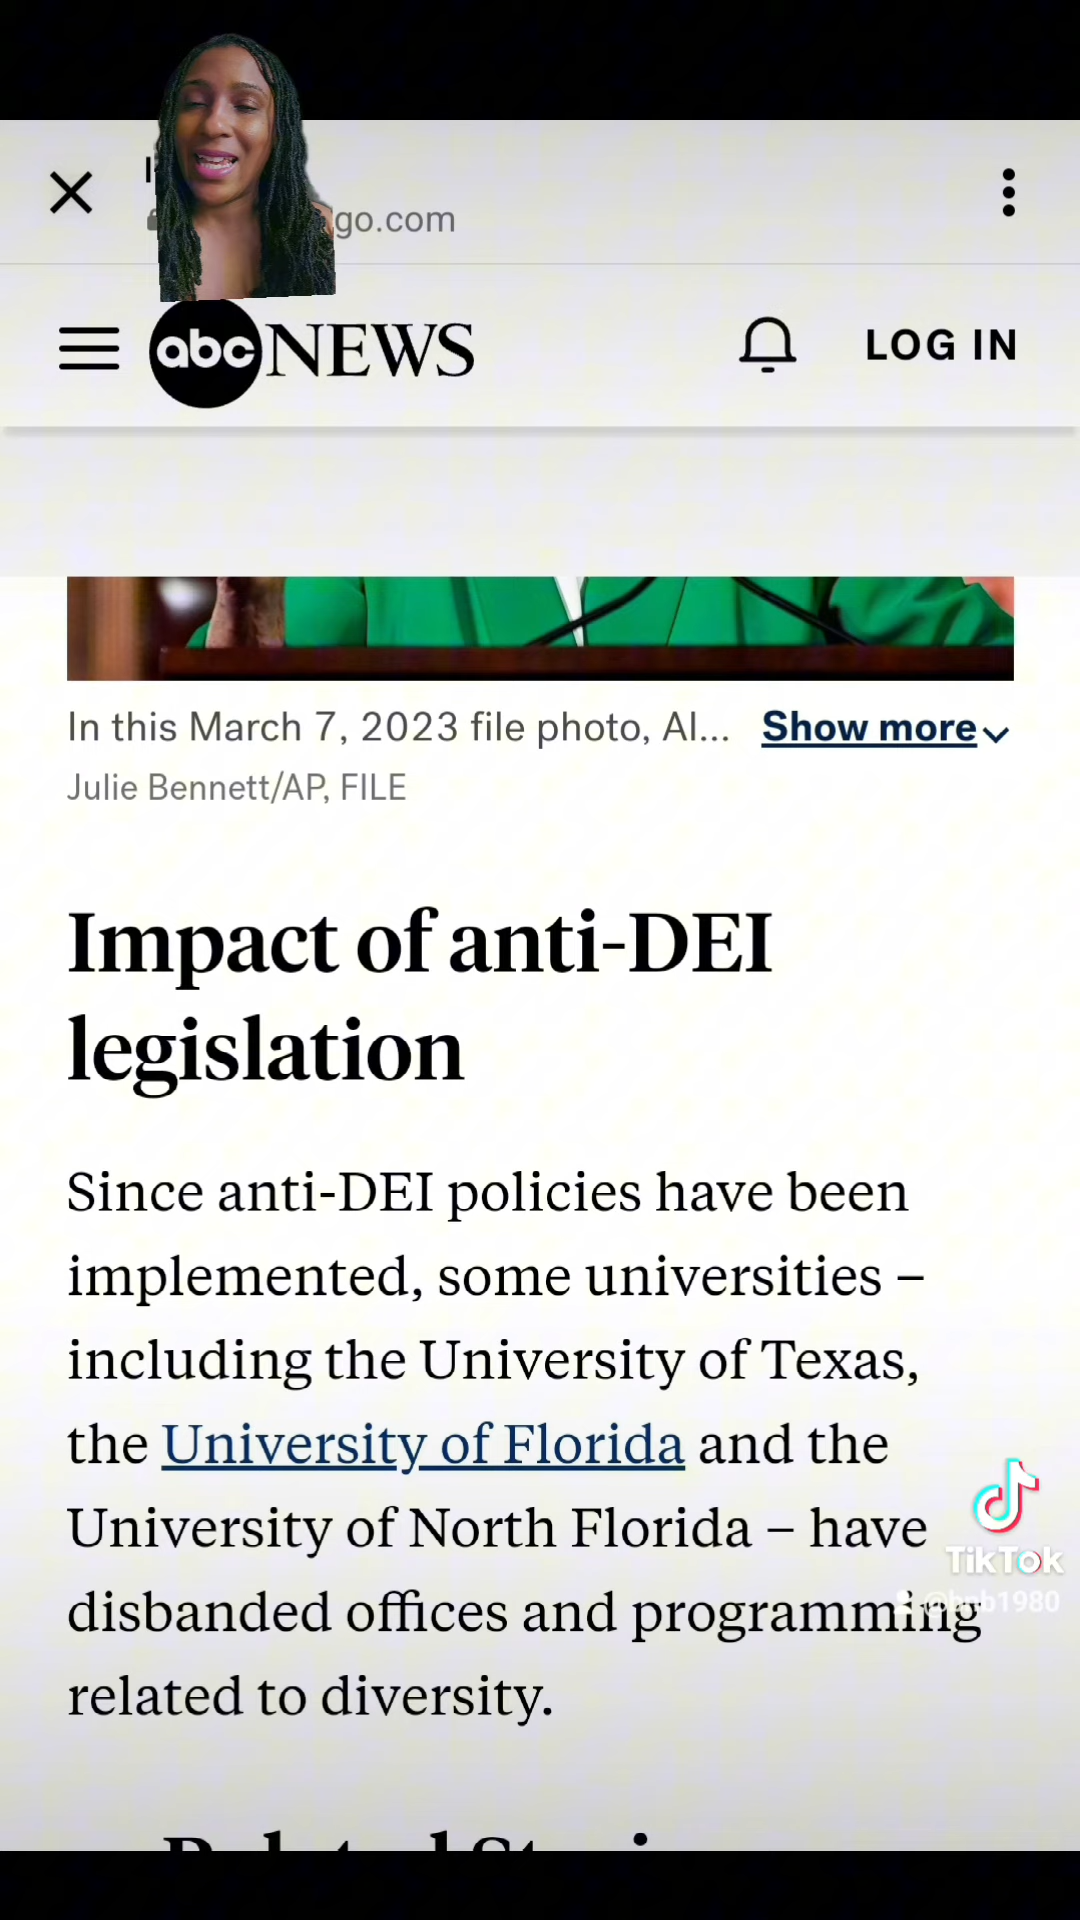 go.com
abc NEWS
LOG IN
In this March 7, 2023 file photo, Al... Show more
Julie Bennett/AP, FILE
Impact of anti-DEI
legislation
Since anti-DEI policies have been
implemented, some universities –
including the University of Texas,
the University of Florida and the
University of North Florida – have
disbanded offices and programming
related to diversity.
TikTok